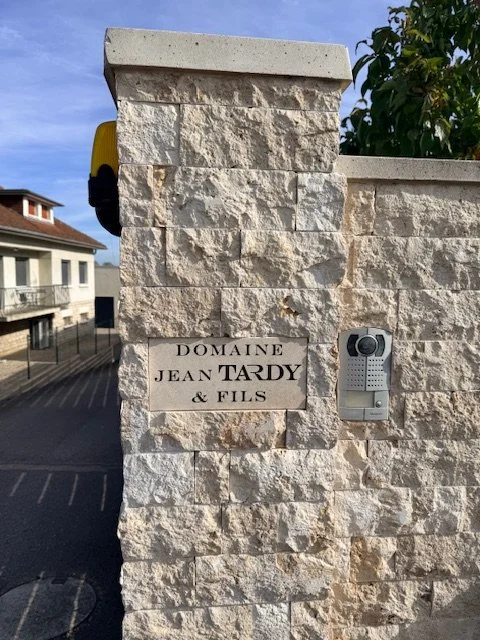 DOMAINE
JEAN TARDY
& FILS